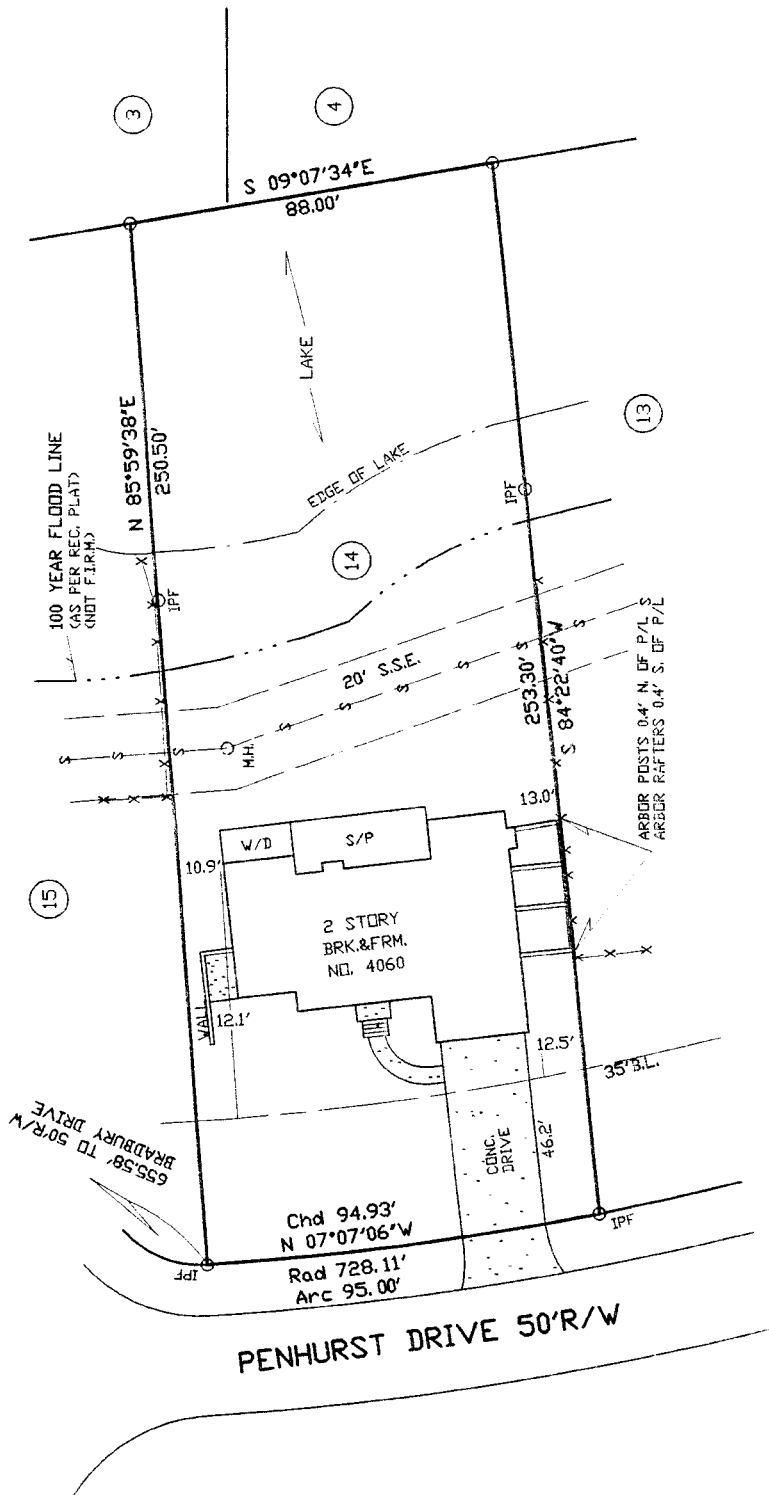 3
4
S 09°07'34"E
88.00'
N 85°59'38"E
250.50'
LAKE
100 YEAR FLOOD LINE
(AS PER REC. PLAT)
(NOT F.I.R.M.)
EDGE OF LAKE
13
IPF
IPF
14
20' S.S.E.
S
S
S
S
S
S
S
S
S
M.H.
253.30'
S 84°22'40"W
ARBOR POSTS 0.4' N. OF P/L S
ARBOR RAFTERS 0.4' S. OF P/L
15
13.0'
W/D
S/P
10.9'
2 STORY
BRK.&FRM.
NO. 4060
WALL
12.1'
12.5'
35'B.L.
655.58' TO 50'R/W
BRADBURY DRIVE
CONC.
DRIVE
46.2'
Chd 94.93'
N 07°07'06"W
IPF
IPF
Rad 728.11'
Arc 95.00'
PENHURST DRIVE 50'R/W